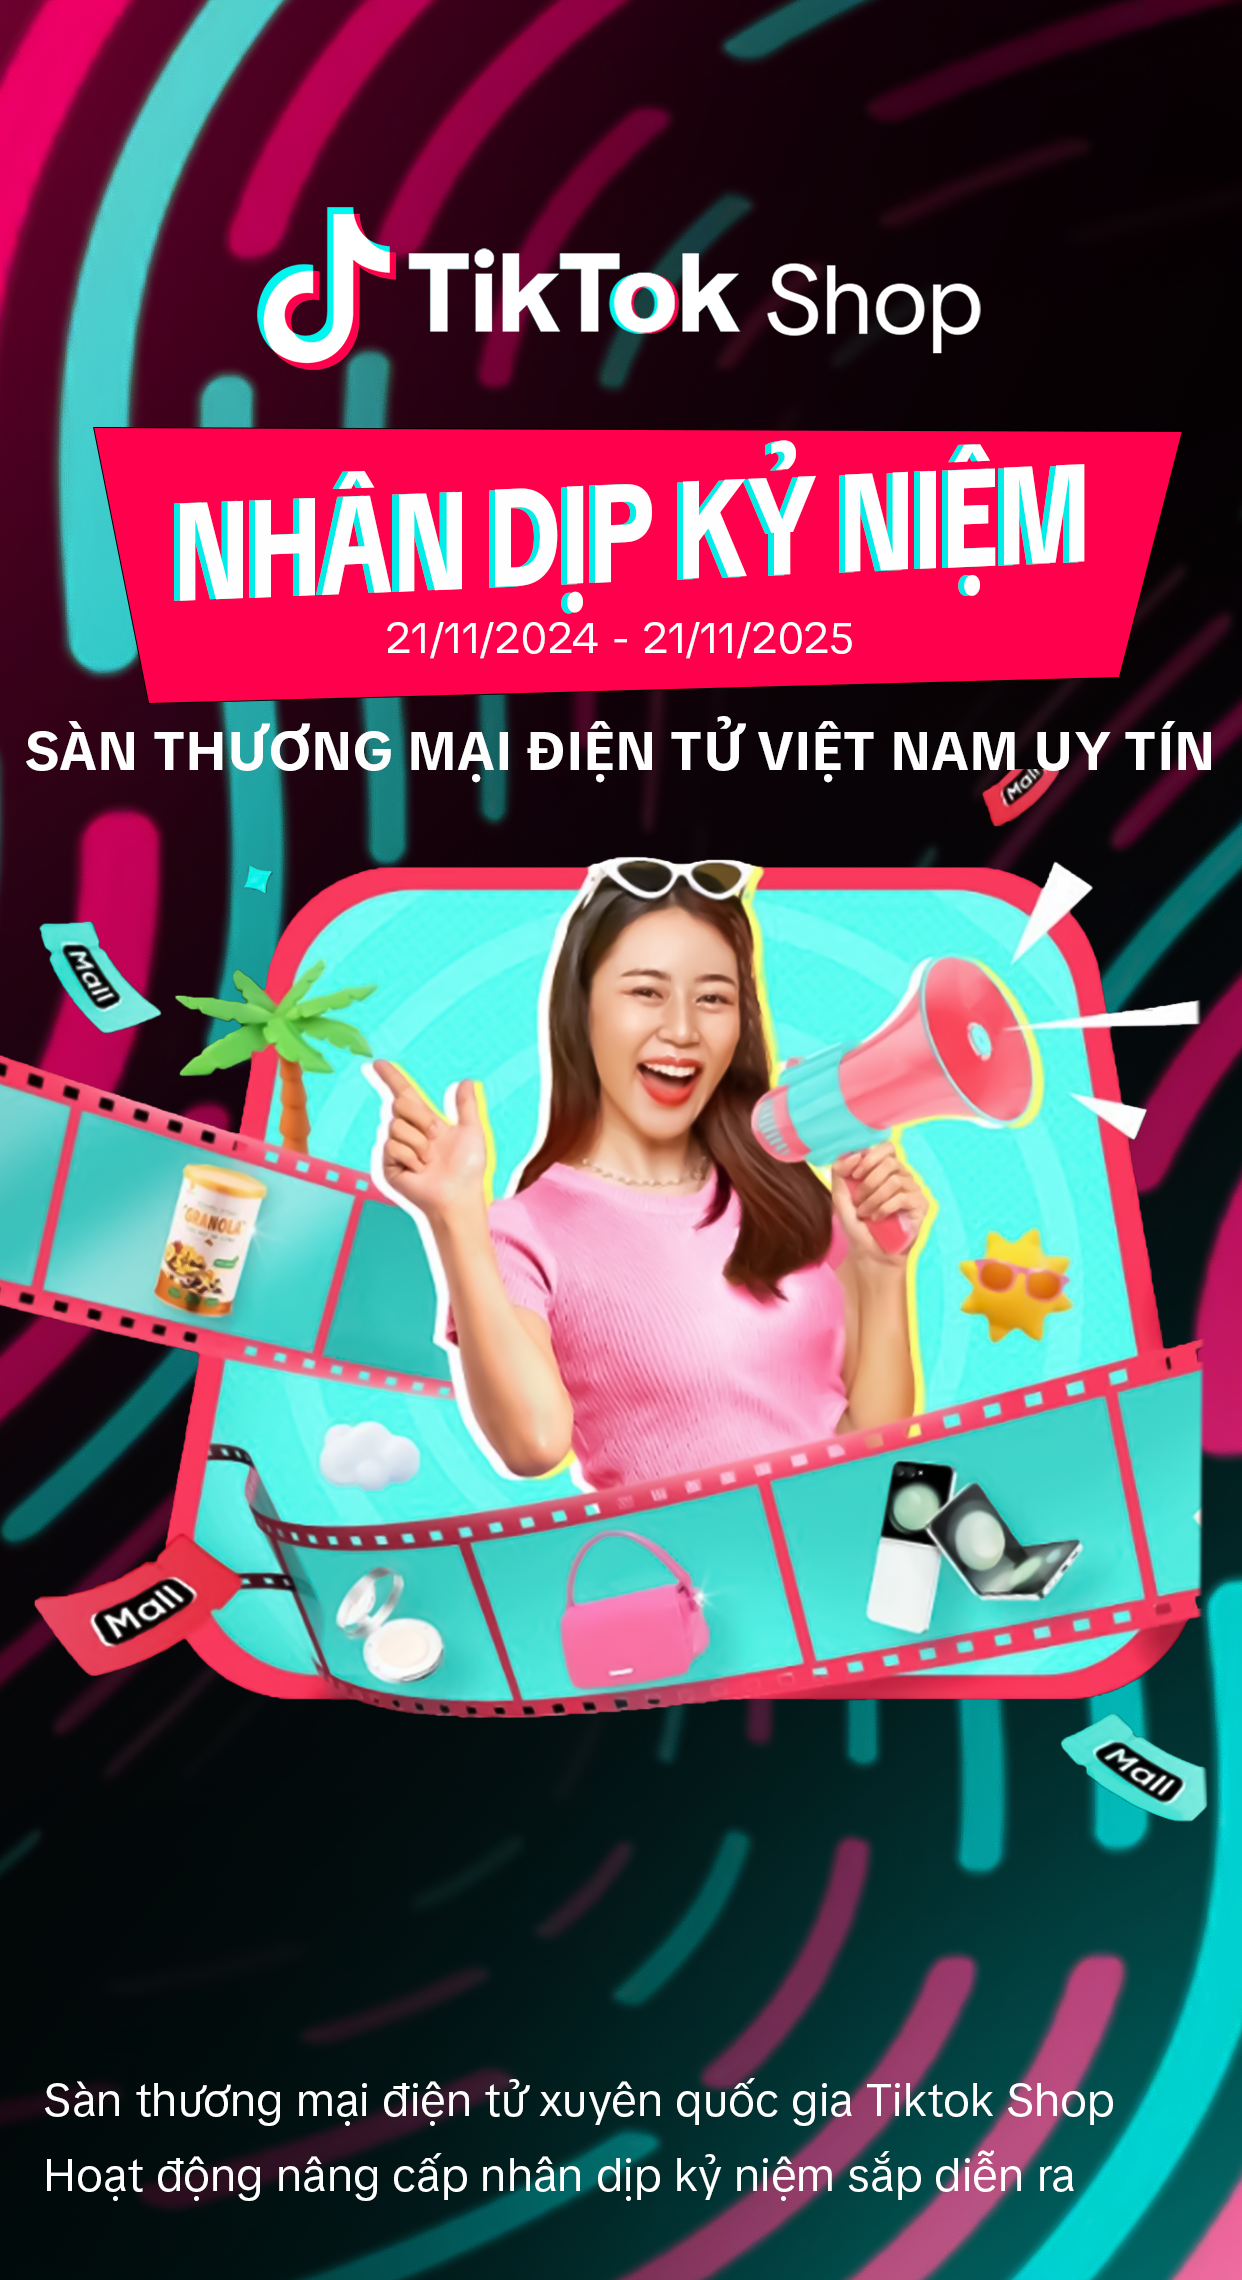 TikTok Shop
NHÂN DỊP KỶ NIỆM
21/11/2024 - 21/11/2025
SÀN THƯƠNG MẠI ĐIỆN TỬ VIỆT NAM UY TÍN
Mall
Mall
GRANOLA
Mall
Mall
Sàn thương mại điện tử xuyên quốc gia Tiktok Shop
Hoạt động nâng cấp nhân dịp kỷ niệm sắp diễn ra